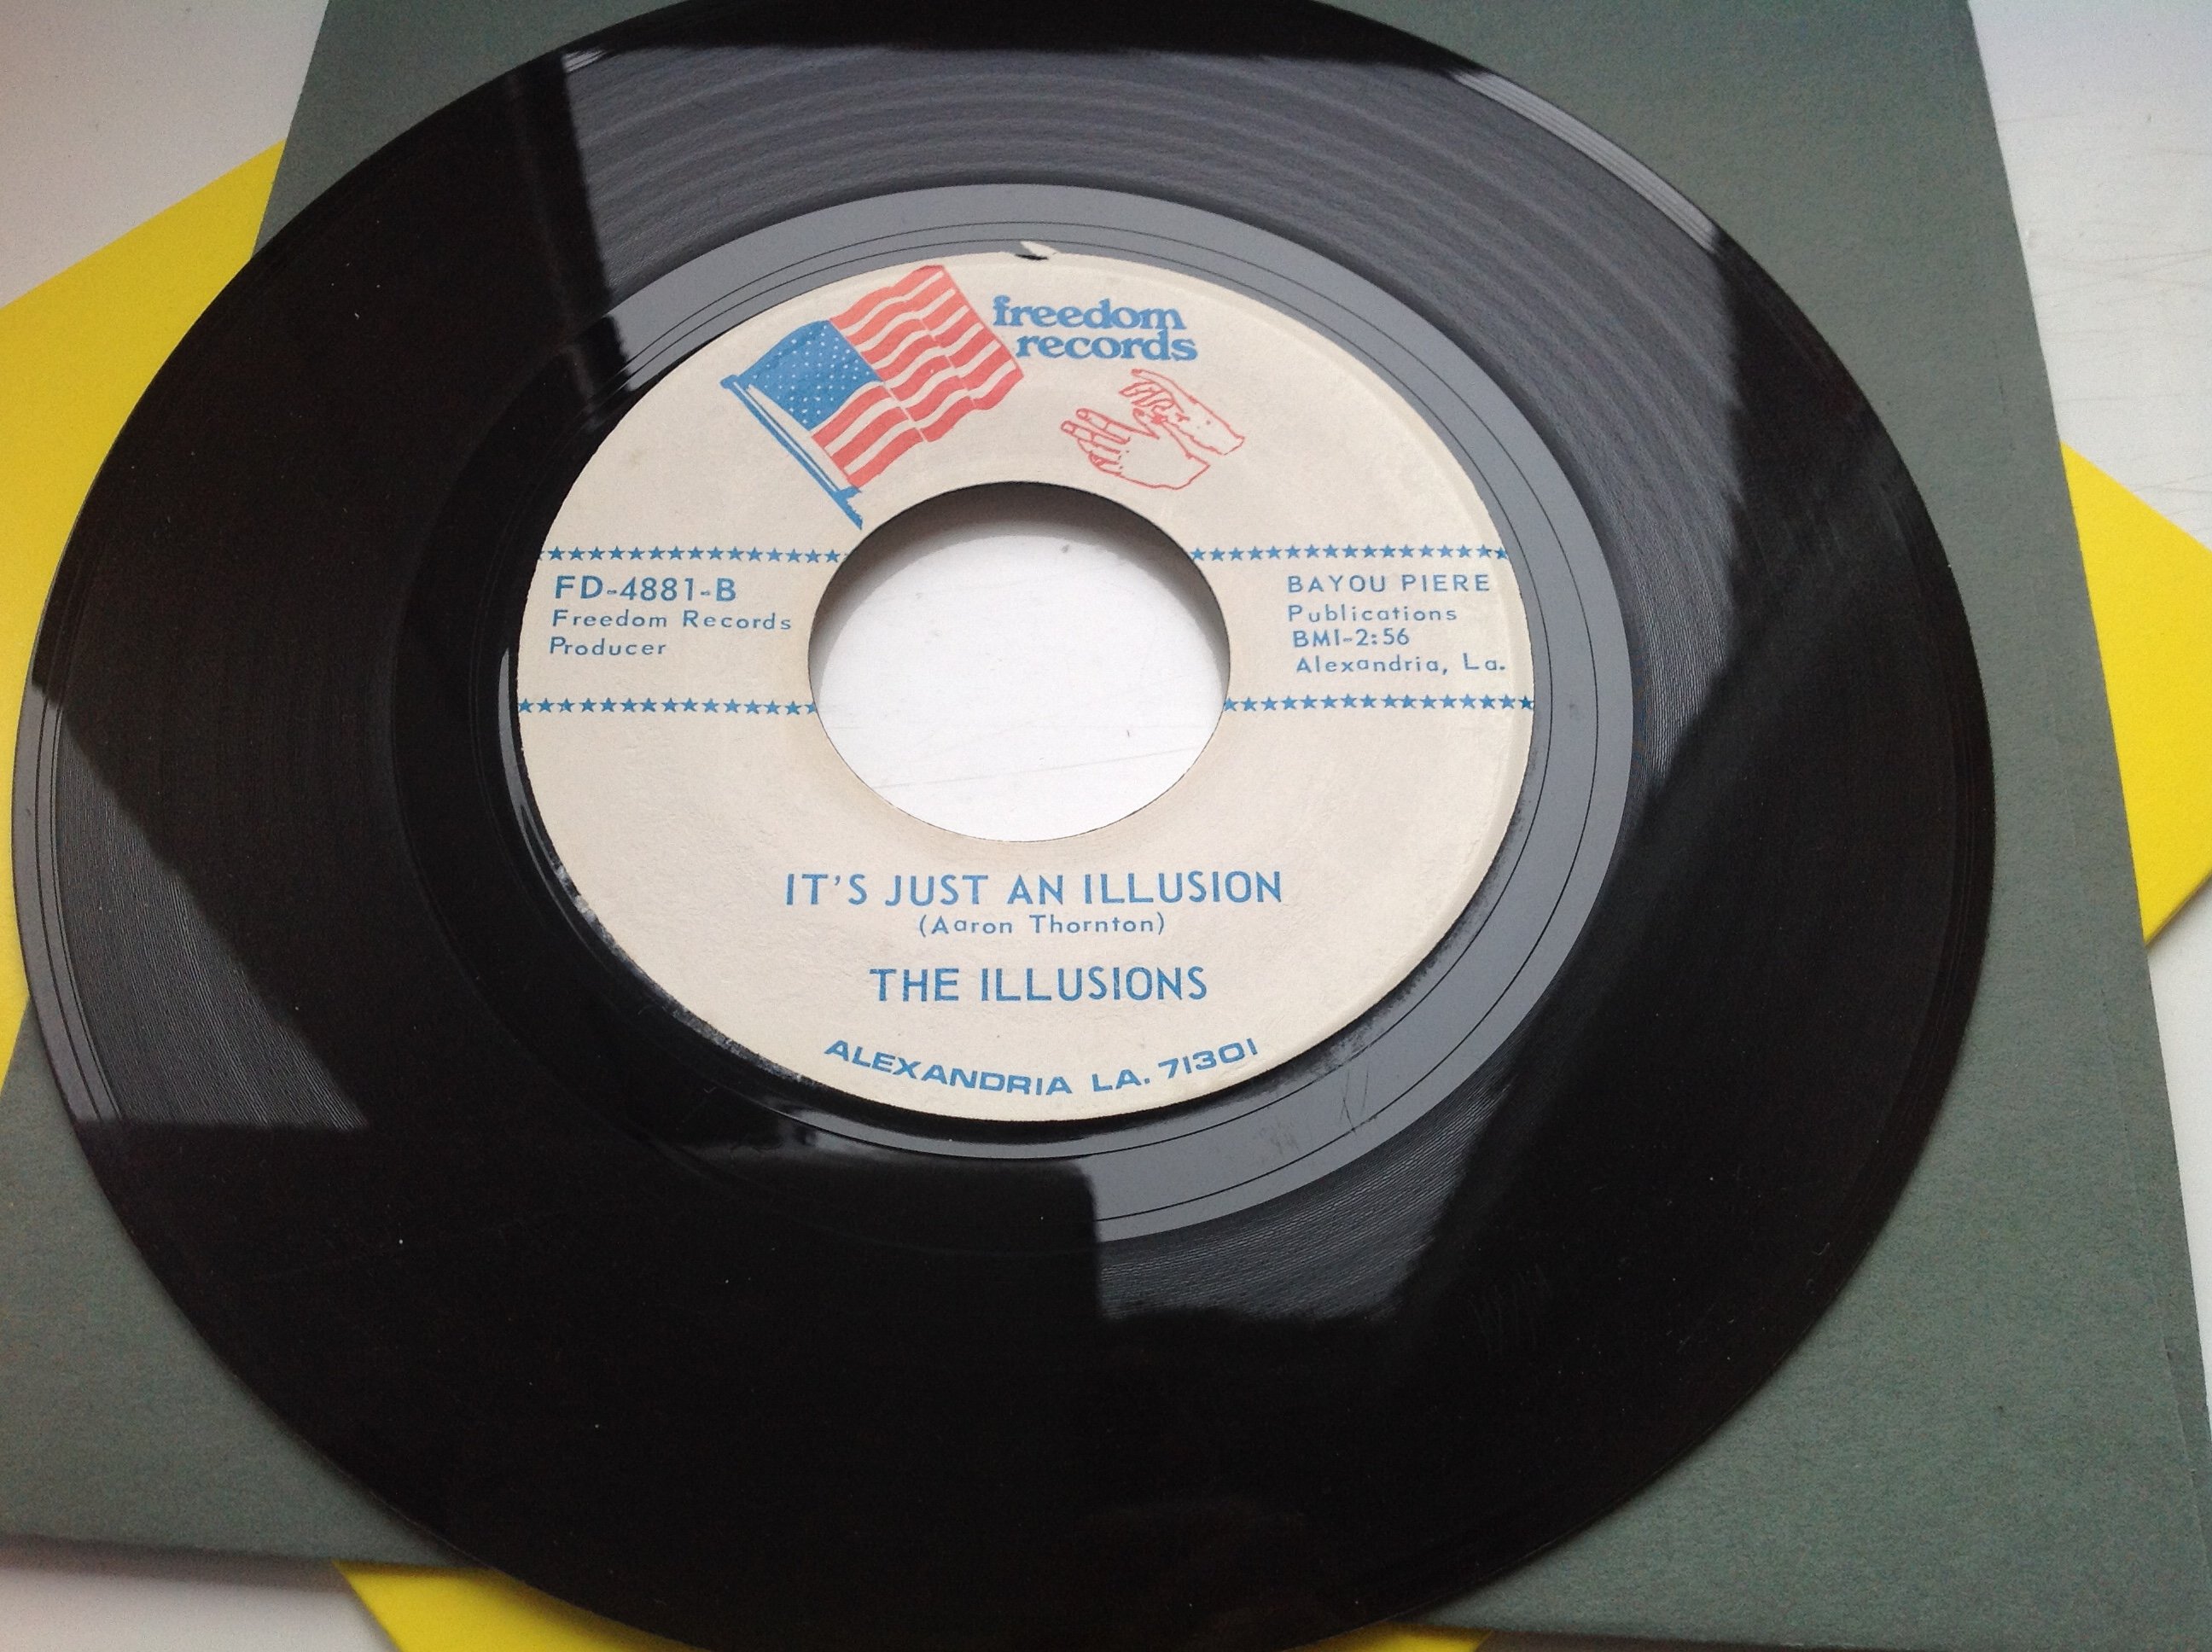 freedom
records
FD-4881-B
Freedom Records
Producer
BAYOU PIERE
Publications
BMI-2:56
Alexandria, La.
IT'S JUST AN ILLUSION
(Aaron Thornton)
THE ILLUSIONS
ALEXANDRIA LA. 71301